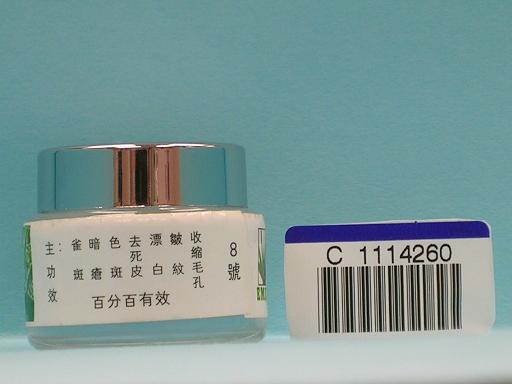 主功效：
雀斑 暗瘡 色斑 去死皮 漂白 皺紋 收縮毛孔
百分百有效
8號
C 1114260